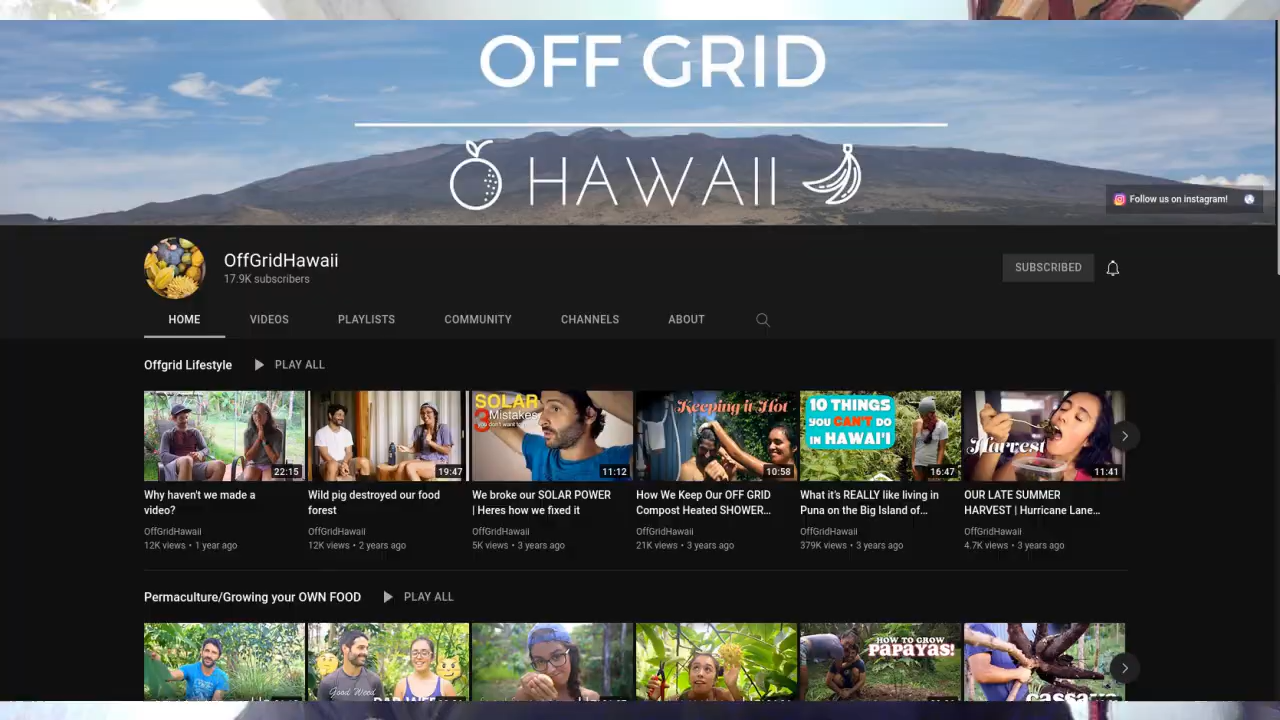 OFF GRID
HAWAII
Follow us on instagram!
OffGridHawaii
17.9K subscribers
SUBSCRIBED
HOME VIDEOS PLAYLISTS COMMUNITY CHANNELS ABOUT
Offgrid Lifestyle PLAY ALL
SOLAR
3 Mistakes
Keeping it Hot
10 THINGS
YOU CAN'T DO
IN HAWAI'I
Harvest
22:15 19:47 11:12 10:58 16:47 11:41
Why haven't we made a
video?
OffGridHawaii
12K views • 1 year ago
Wild pig destroyed our food
forest
OffGridHawaii
12K views • 2 years ago
We broke our SOLAR POWER
| Heres how we fixed it
OffGridHawaii
5K views • 3 years ago
How We Keep Our OFF GRID
Compost Heated SHOWER...
OffGridHawaii
21K views • 3 years ago
What it's REALLY like living in
Puna on the Big Island of...
OffGridHawaii
379K views • 3 years ago
OUR LATE SUMMER
HARVEST | Hurricane Lane...
OffGridHawaii
4.7K views • 3 years ago
Permaculture/Growing your OWN FOOD PLAY ALL
Good Weed
HOW TO GROW
PAPAYAS!